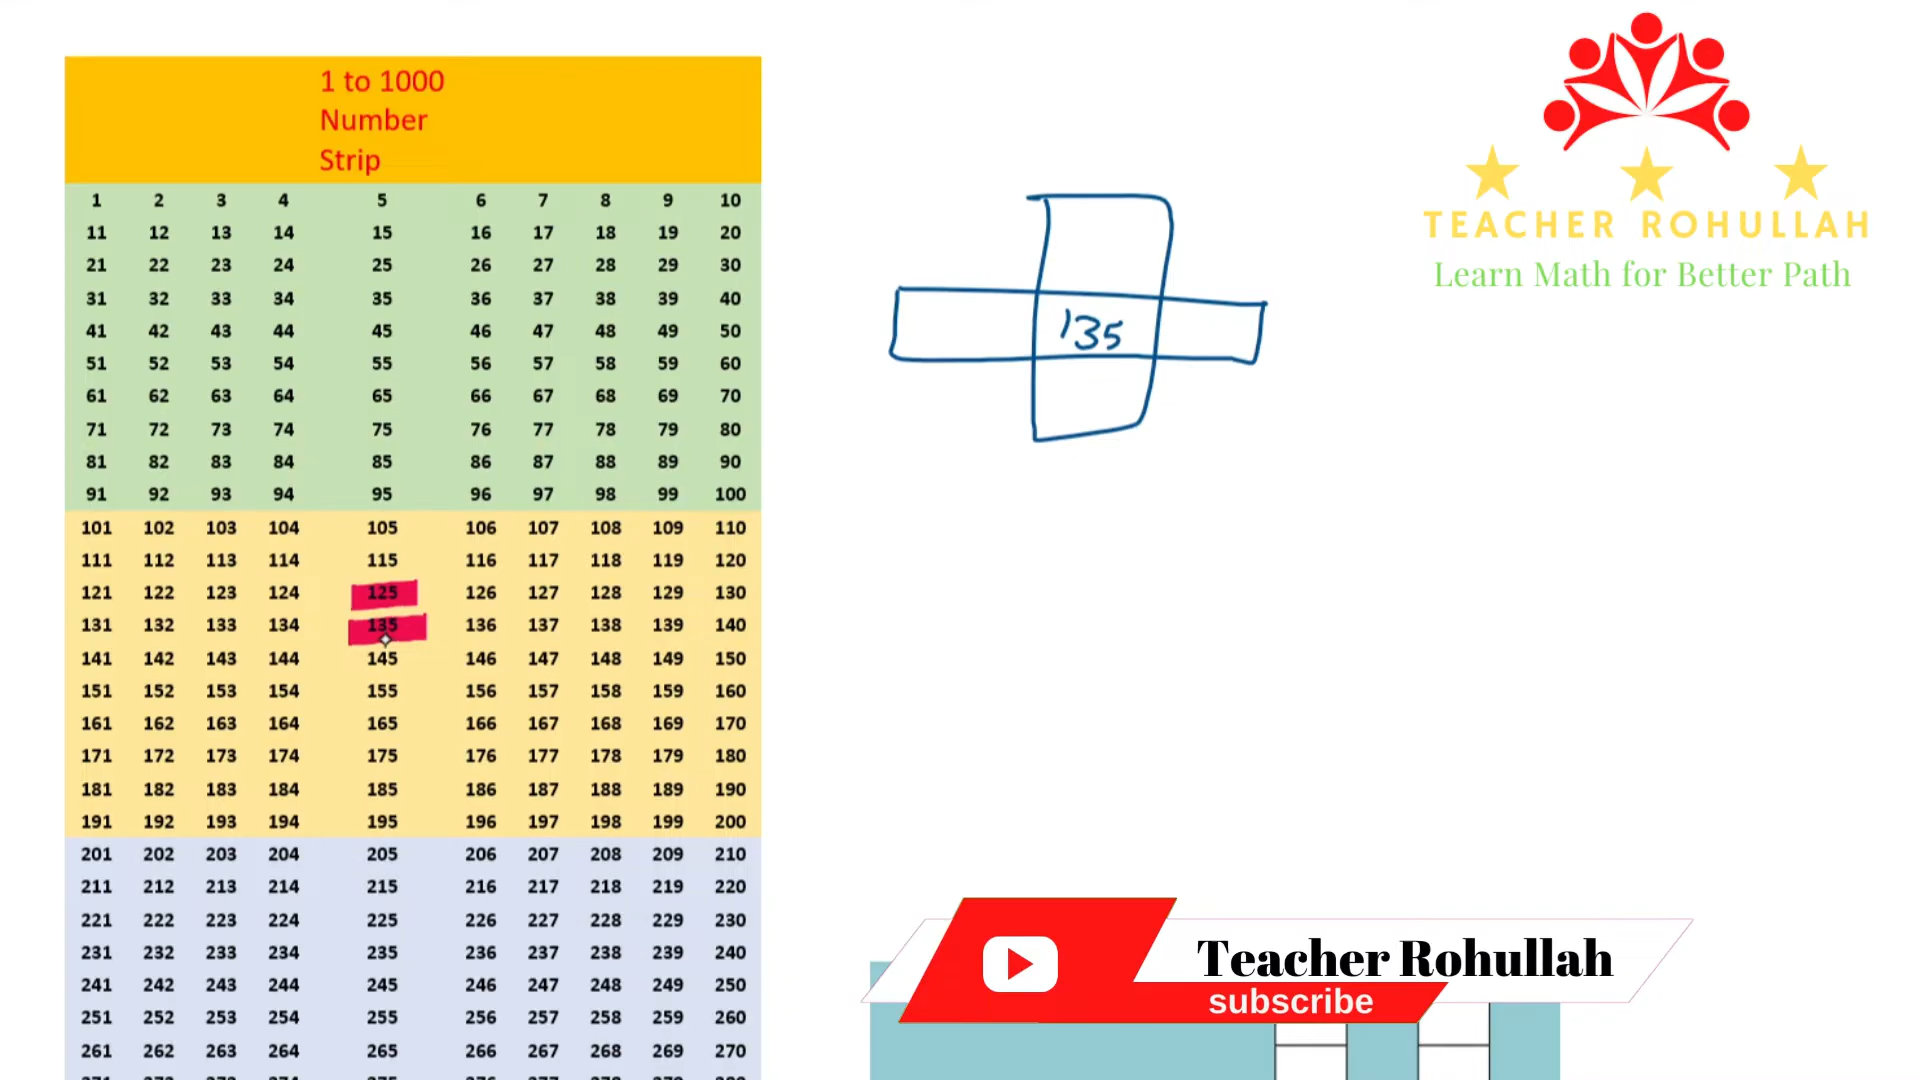 1 to 1000
Number
Strip
1 2 3 4 5 6 7 8 9 10
11 12 13 14 15 16 17 18 19 20
21 22 23 24 25 26 27 28 29 30
31 32 33 34 35 36 37 38 39 40
41 42 43 44 45 46 47 48 49 50
51 52 53 54 55 56 57 58 59 60
61 62 63 64 65 66 67 68 69 70
71 72 73 74 75 76 77 78 79 80
81 82 83 84 85 86 87 88 89 90
91 92 93 94 95 96 97 98 99 100
101 102 103 104 105 106 107 108 109 110
111 112 113 114 115 116 117 118 119 120
121 122 123 124 125 126 127 128 129 130
131 132 133 134 135 136 137 138 139 140
141 142 143 144 145 146 147 148 149 150
151 152 153 154 155 156 157 158 159 160
161 162 163 164 165 166 167 168 169 170
171 172 173 174 175 176 177 178 179 180
181 182 183 184 185 186 187 188 189 190
191 192 193 194 195 196 197 198 199 200
201 202 203 204 205 206 207 208 209 210
211 212 213 214 215 216 217 218 219 220
221 222 223 224 225 226 227 228 229 230
231 232 233 234 235 236 237 238 239 240
241 242 243 244 245 246 247 248 249 250
251 252 253 254 255 256 257 258 259 260
261 262 263 264 265 266 267 268 269 270
135
TEACHER ROHULLAH
Learn Math for Better Path
Teacher Rohullah
subscribe